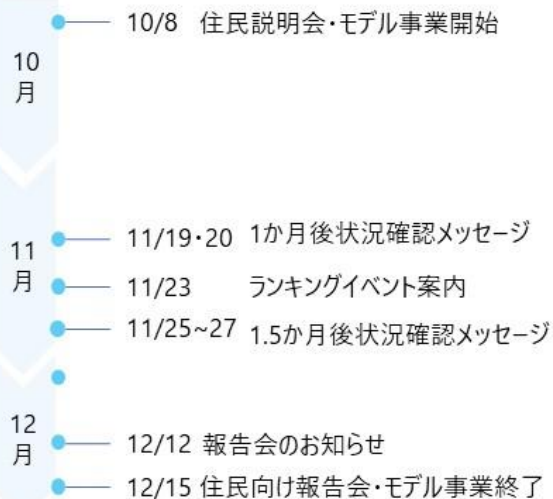 10/8 住民説明会・モデル事業開始
10
月
11/19・20 1か月後状況確認メッセージ
11
月
11/23 ランキングイベント案内
11/25~27 1.5か月後状況確認メッセージ
12
月
12/12 報告会のお知らせ
12/15 住民向け報告会・モデル事業終了